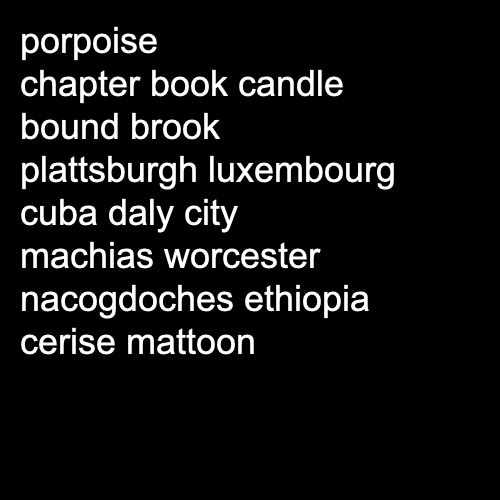 porpoise
chapter book candle
bound brook
plattsburgh luxembourg
cuba daly city
machias worcester
nacogdoches ethiopia
cerise mattoon